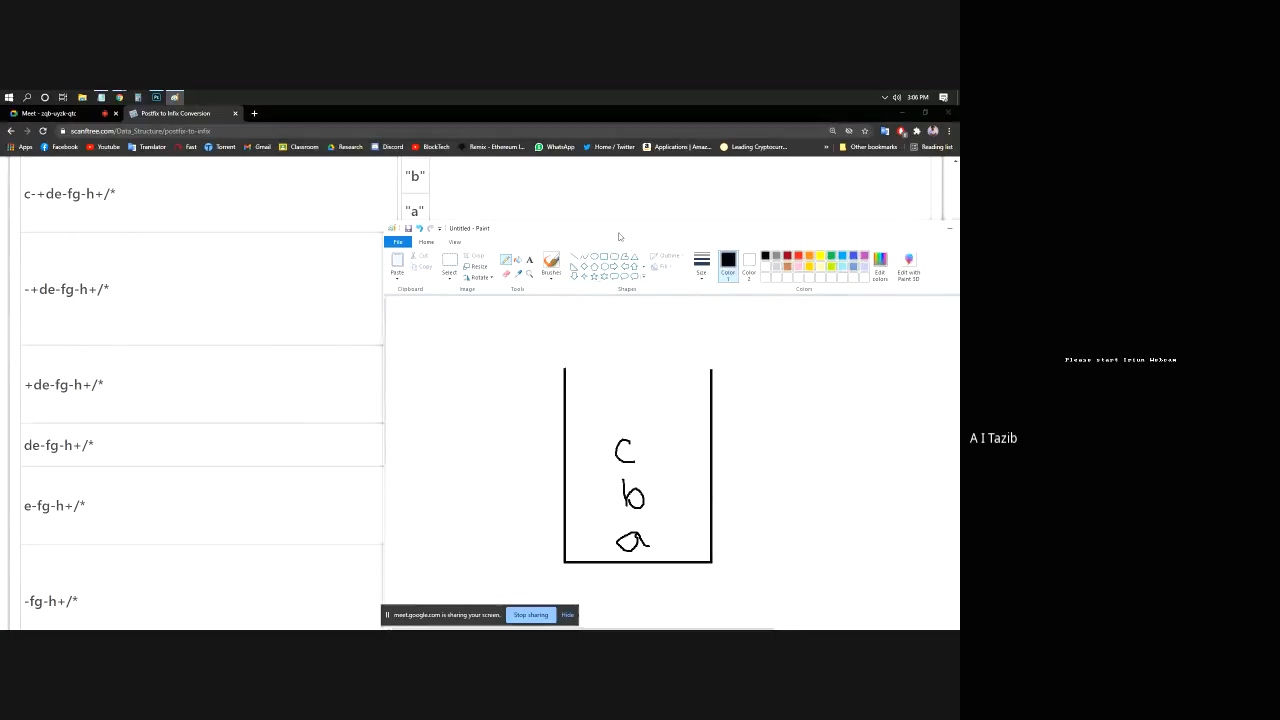 3:06 PM
Meet - zqb-uyzk-qtc
Postfix to Infix Conversion
scanftree.com/Data_Structure/postfix-to-infix
Apps Facebook Youtube Translator Fast Torrent Gmail Classroom Research Discord BlockTech Remix - Ethereum I... WhatsApp Home / Twitter Applications | Amaz... Leading Cryptocurr... » Other bookmarks Reading list
"b"
c-+de-fg-h+/*
"a"
Untitled - Paint
File Home View
Paste Cut Copy Select Crop Resize Rotate A Brushes Outline Fill Size Color 1 Color 2 Edit colors Edit with Paint 3D
Clipboard Image Tools Shapes Colors
-+de-fg-h+/*
Please start Iriun Webcam
+de-fg-h+/*
A I Tazib
de-fg-h+/*
c
b
e-fg-h+/*
a
-fg-h+/*
meet.google.com is sharing your screen. Stop sharing Hide